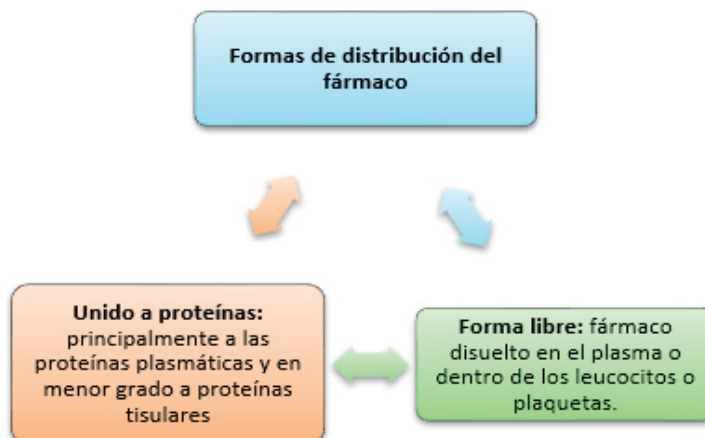 Formas de distribución del
fármaco
Unido a proteínas:
principalmente a las
proteínas plasmáticas y en
menor grado a proteínas
tisulares
Forma libre: fármaco
disuelto en el plasma o
dentro de los leucocitos o
plaquetas.